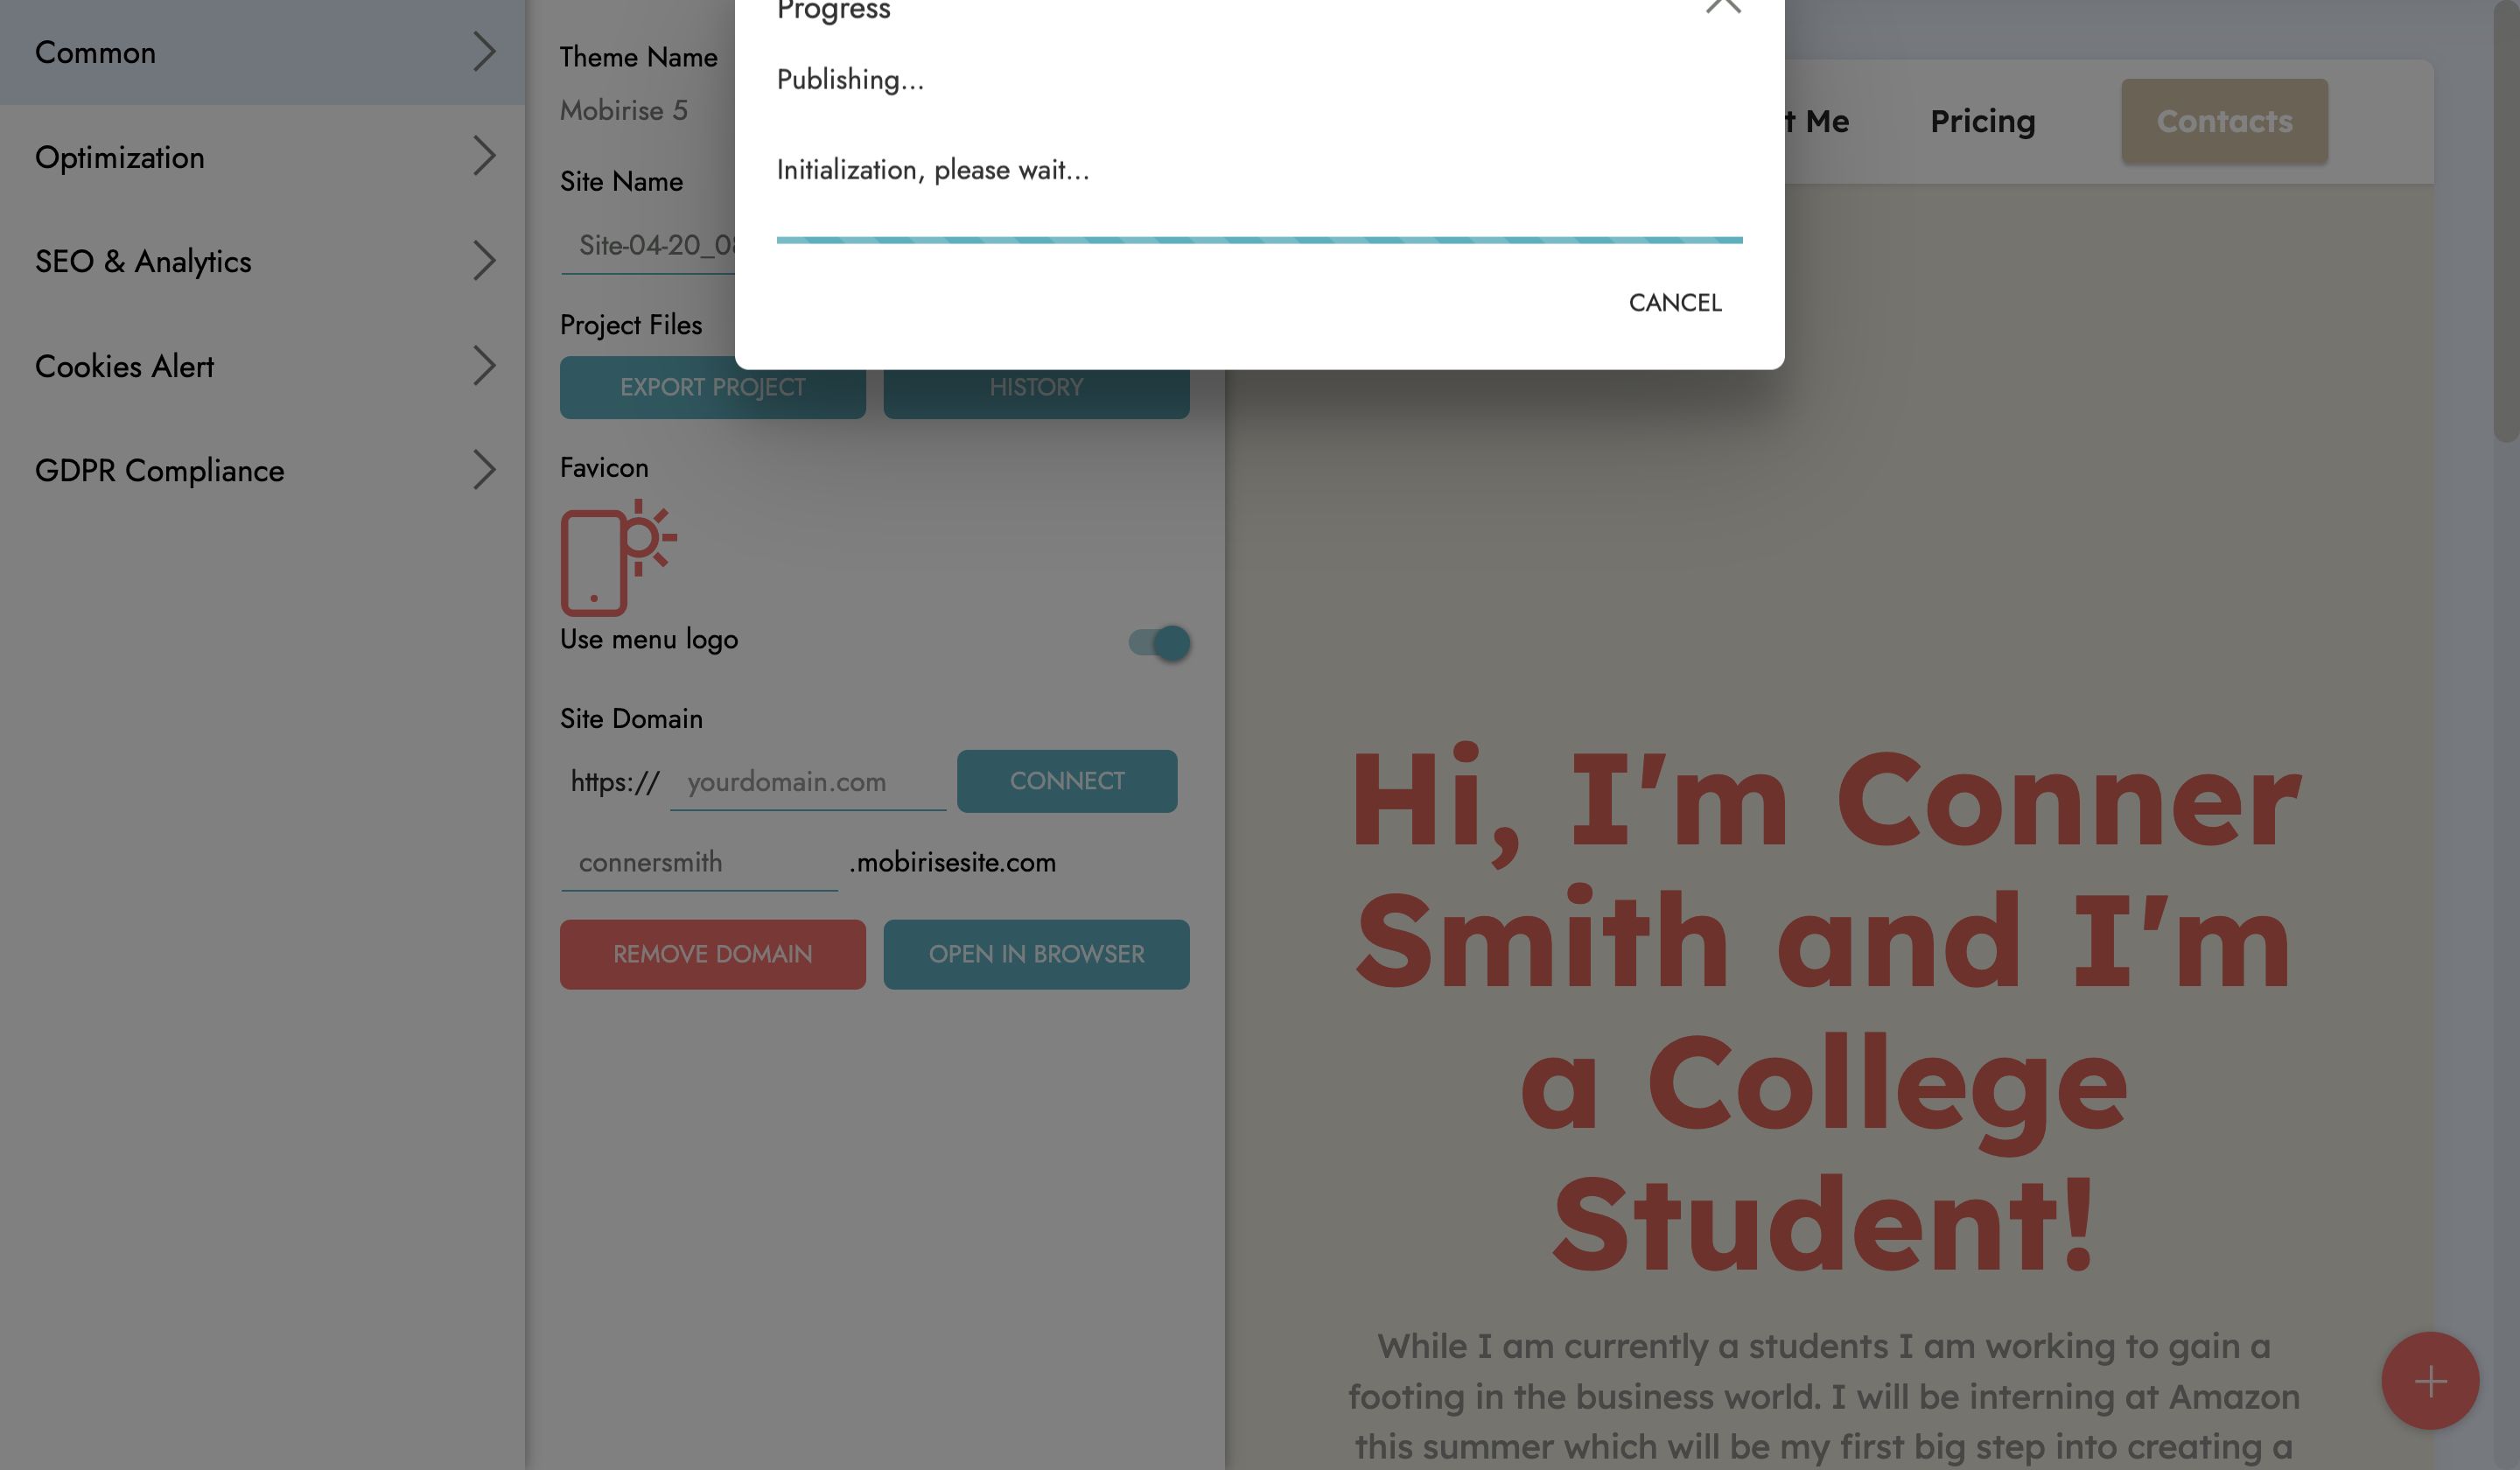 Common
Optimization
SEO & Analytics
Cookies Alert
GDPR Compliance
Theme Name
Mobirise 5
Site Name
Site-04-20_0
Project Files
EXPORT PROJECT
HISTORY
Favicon
Use menu logo
Site Domain
https://
yourdomain.com
CONNECT
connersmith
.mobirisesite.com
REMOVE DOMAIN
OPEN IN BROWSER
Progress
Publishing...
Initialization, please wait...
CANCEL
t Me
Pricing
Contacts
Hi, I'm Conner
Smith and I'm
a College
Student!
While I am currently a students I am working to gain a
footing in the business world. I will be interning at Amazon
this summer which will be my first big step into creating a